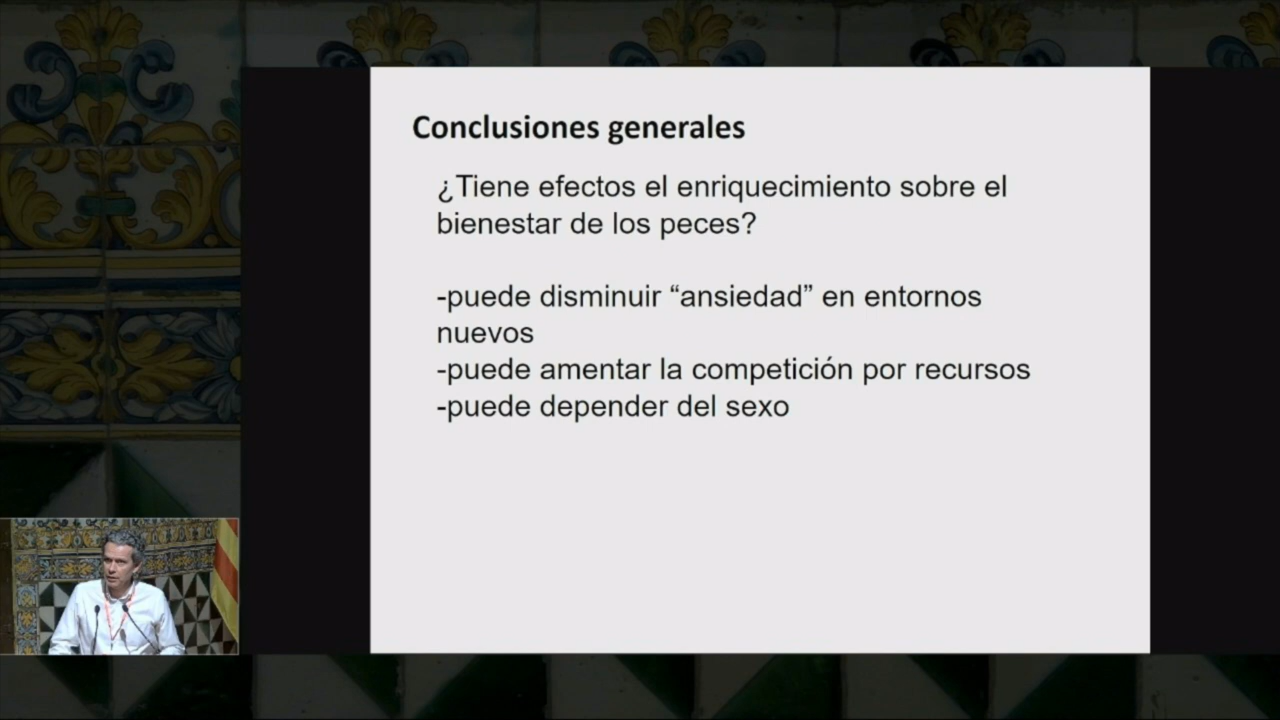 Conclusiones generales
¿Tiene efectos el enriquecimiento sobre el
bienestar de los peces?
-puede disminuir “ansiedad” en entornos
nuevos
-puede amentar la competición por recursos
-puede depender del sexo